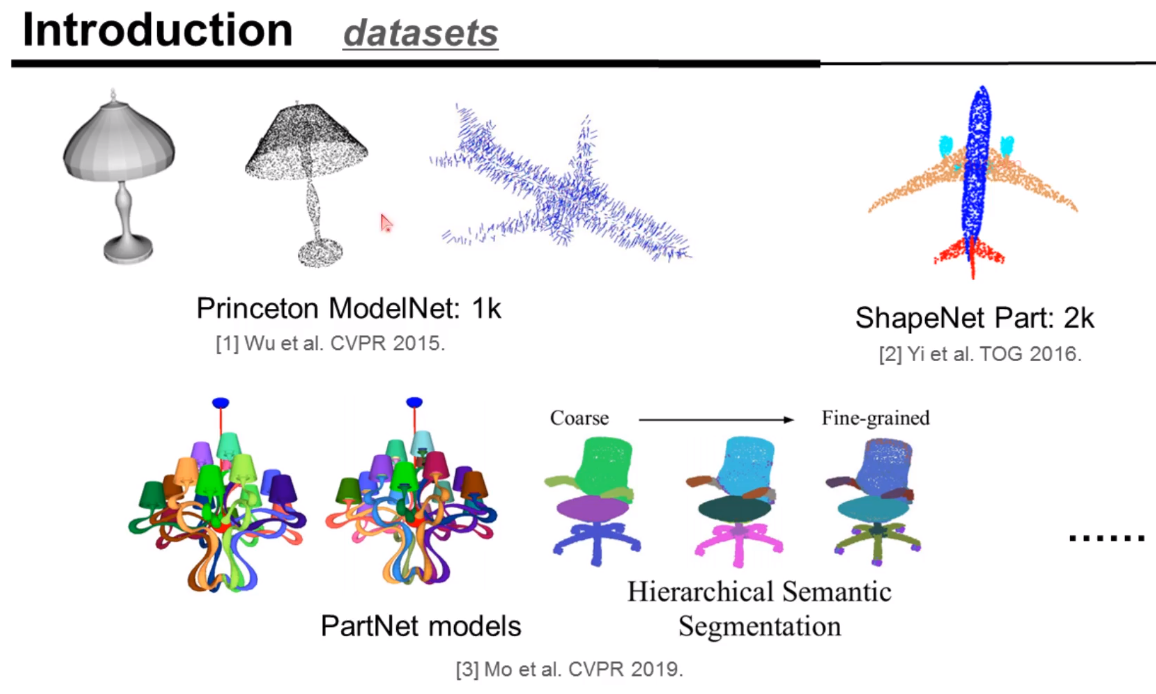 Introduction datasets
Princeton ModelNet: 1k
[1] Wu et al. CVPR 2015.
ShapeNet Part: 2k
[2] Yi et al. TOG 2016.
Coarse
Fine-grained
Hierarchical Semantic
Segmentation
PartNet models
[3] Mo et al. CVPR 2019.
......